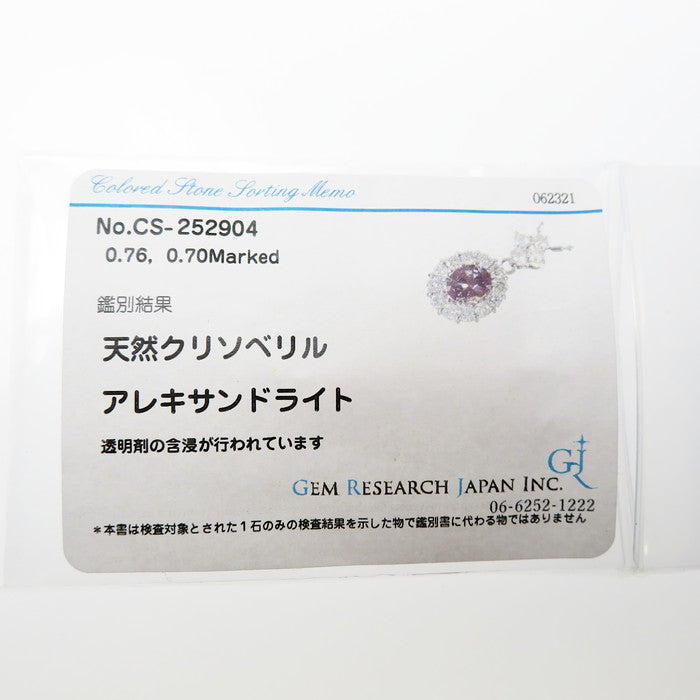 Colored Stone Sorting Memo
062321
No.CS-252904
0.76, 0.70Marked
鑑別結果
天然クリソベリル
アレキサンドライト
透明剤の含浸が行われています
GRJ
GEM RESEARCH JAPAN INC.
06-6252-1222
*本書は検査対象とされた1石のみの検査結果を示した物で鑑別書に代わる物ではありません